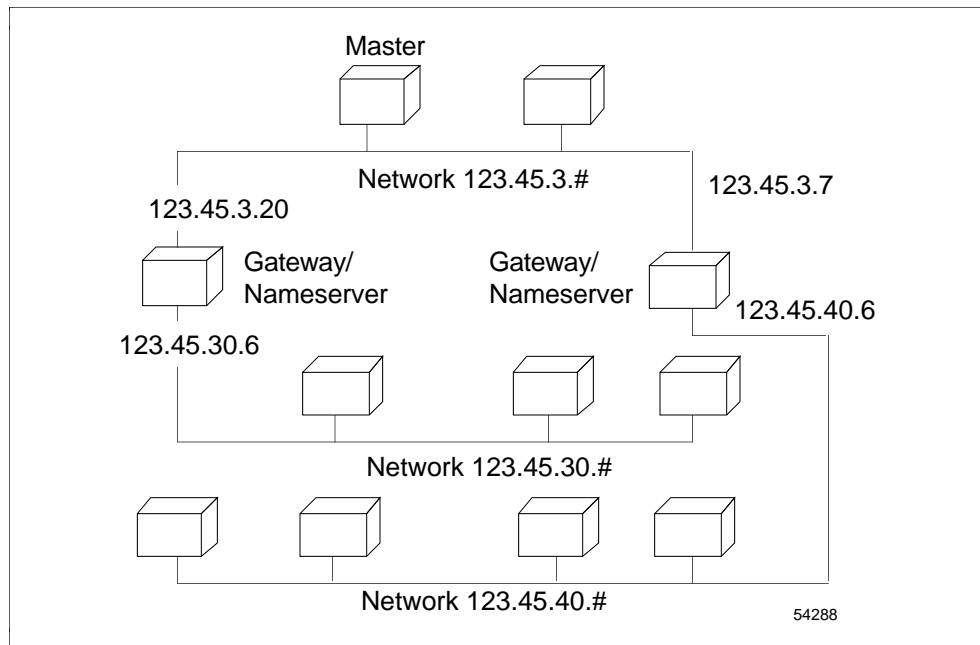 Master
Network 123.45.3.#
123.45.3.7
123.45.3.20
Gateway/
Nameserver
Gateway/
Nameserver
123.45.40.6
123.45.30.6
Network 123.45.30.#
Network 123.45.40.#
54288